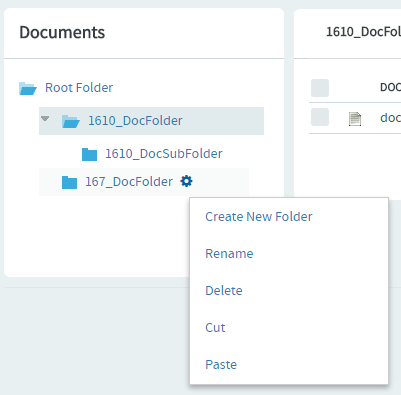 Documents
Root Folder
1610_DocFolder
1610_DocSubFolder
167_DocFolder
Create New Folder
Rename
Delete
Cut
Paste
1610_DocFol
DOC
doc